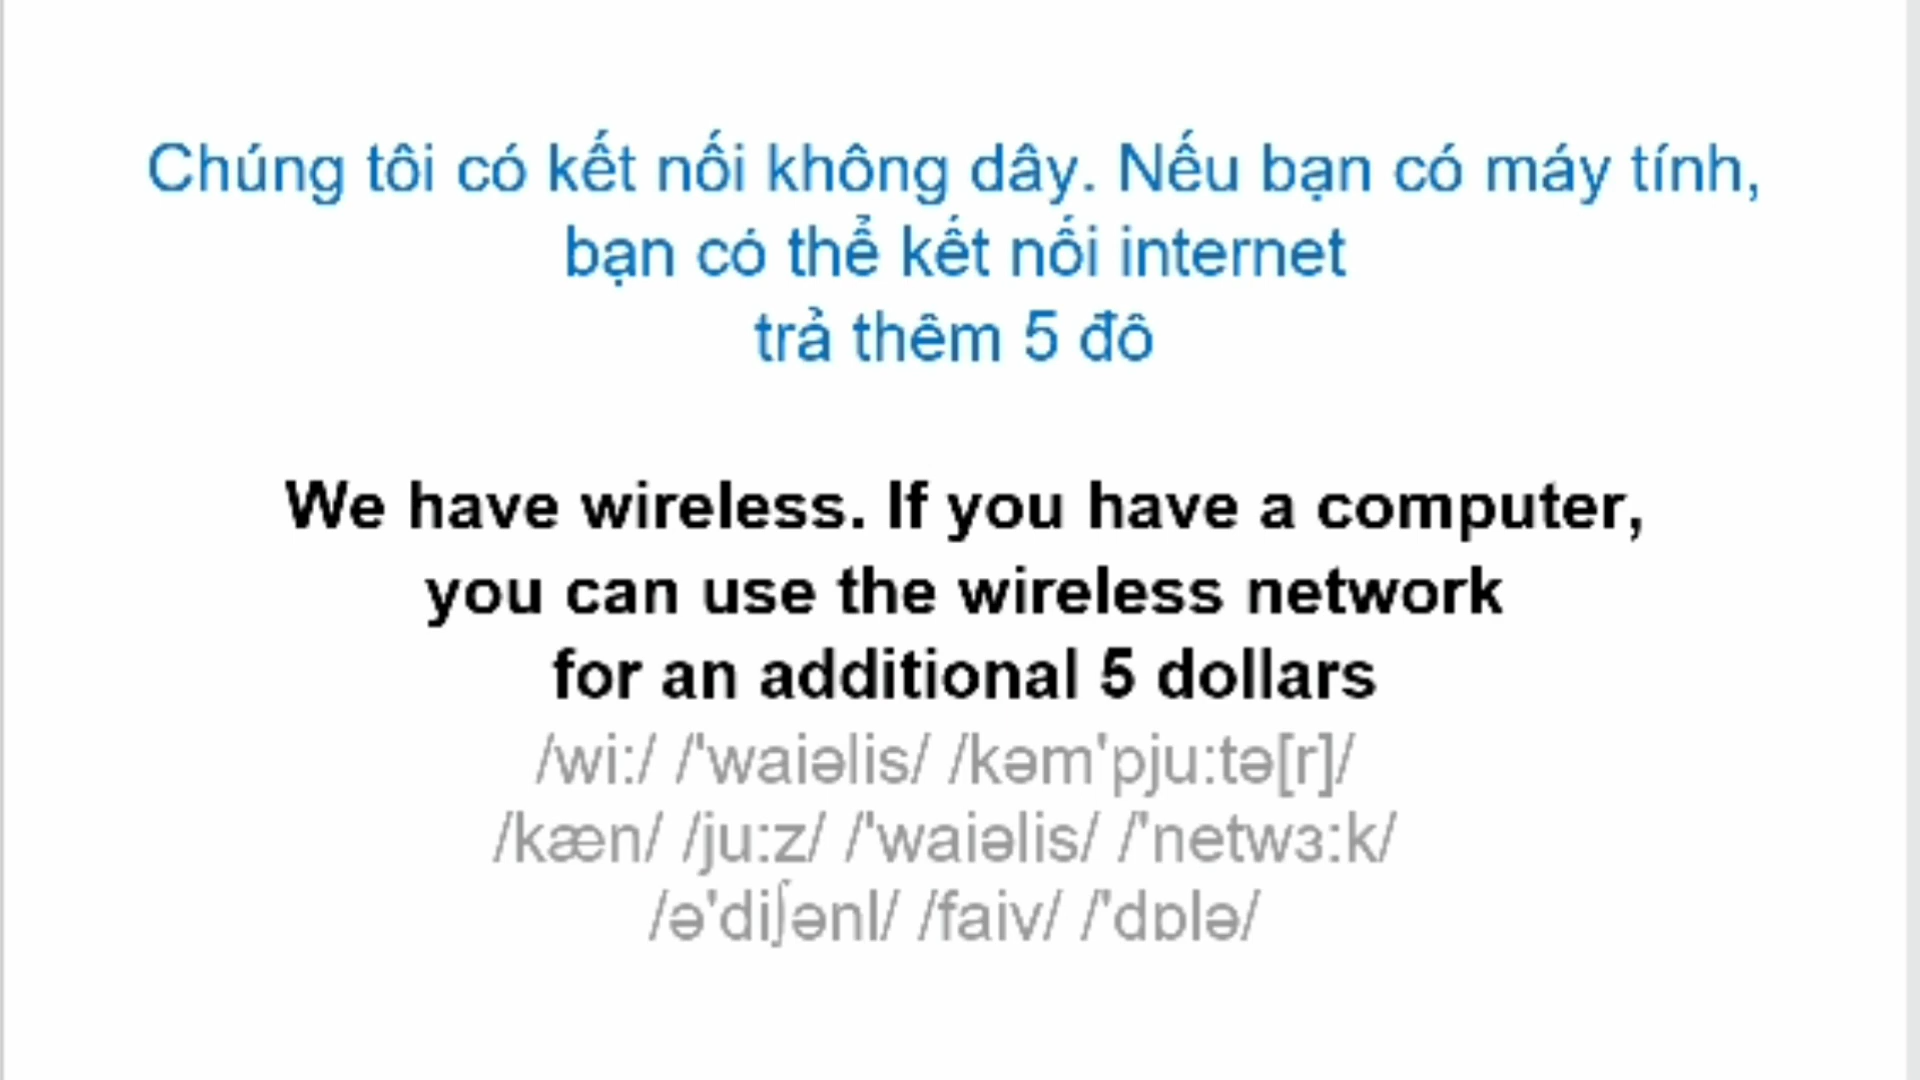 Chúng tôi có kết nối không dây. Nếu bạn có máy tính,
bạn có thể kết nối internet
trả thêm 5 đô
We have wireless. If you have a computer,
you can use the wireless network
for an additional 5 dollars
/wi:/ /'waiəlis/ /kəm'pju:tə[r]/
/kæn/ /ju:z/ /'waiəlis/ /'netwɜ:k/
/ə'di∫ənl/ /faiv/ /'dɒlə/